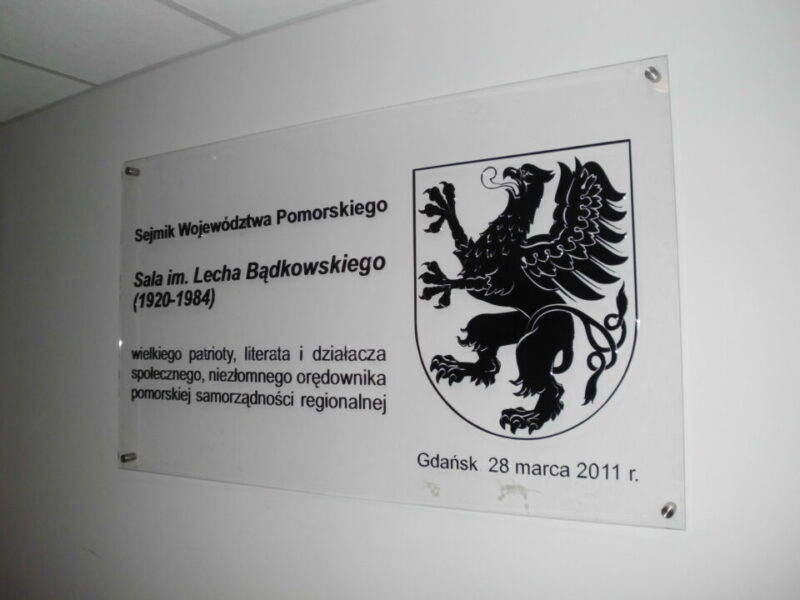 Sejmik Województwa Pomorskiego
Sala im. Lecha Bądkowskiego
(1920-1984)
wielkiego patrioty, literata i działacza
społecznego, niezłomnego orędownika
pomorskiej samorządności regionalnej
Gdańsk 28 marca 2011 r.